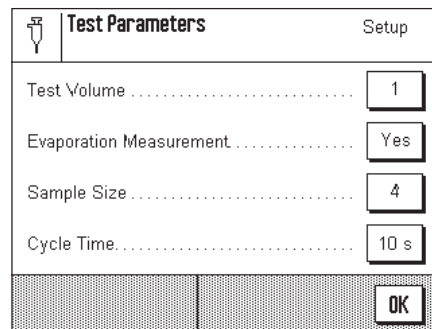 Test Parameters Setup
Test Volume ............................ 1
Evaporation Measurement ............... Yes
Sample Size ............................ 4
Cycle Time.............................. 10 s
OK